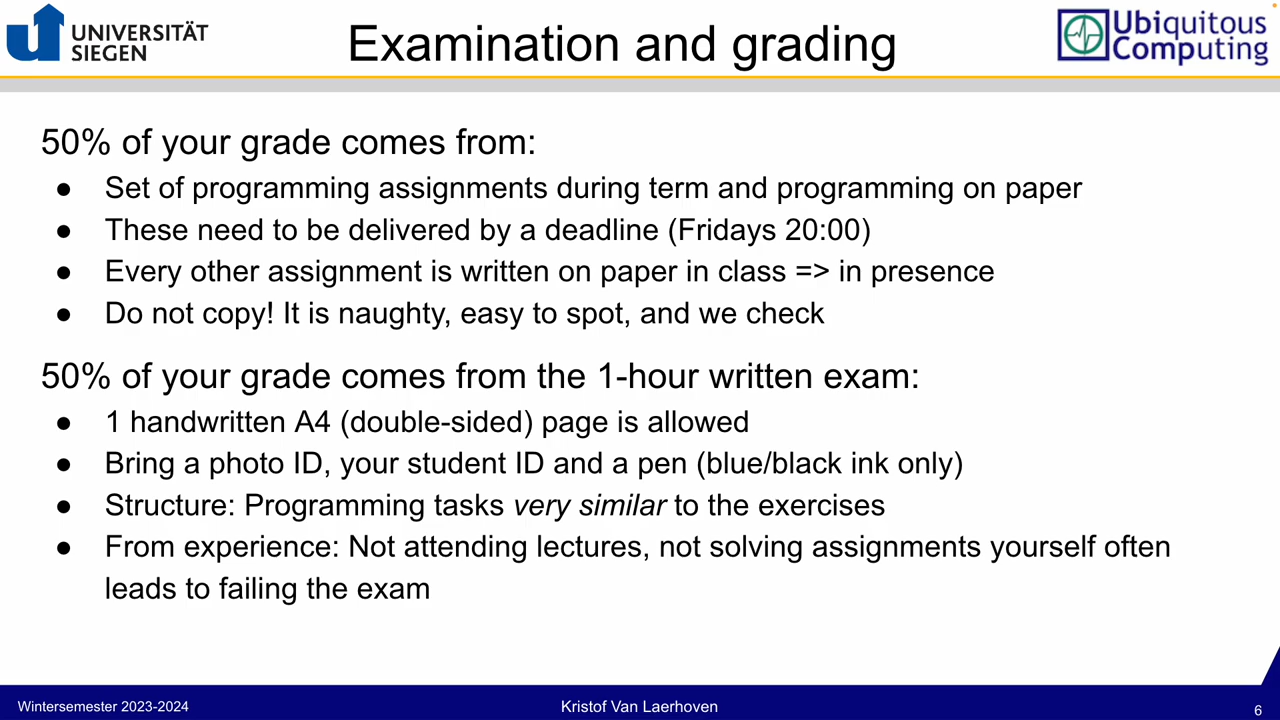 UNIVERSITÄT
SIEGEN
Examination and grading
Ubiquitous
Computing
50% of your grade comes from:
● Set of programming assignments during term and programming on paper
● These need to be delivered by a deadline (Fridays 20:00)
● Every other assignment is written on paper in class => in presence
● Do not copy! It is naughty, easy to spot, and we check
50% of your grade comes from the 1-hour written exam:
● 1 handwritten A4 (double-sided) page is allowed
● Bring a photo ID, your student ID and a pen (blue/black ink only)
● Structure: Programming tasks very similar to the exercises
● From experience: Not attending lectures, not solving assignments yourself often
leads to failing the exam
Wintersemester 2023-2024
Kristof Van Laerhoven
6